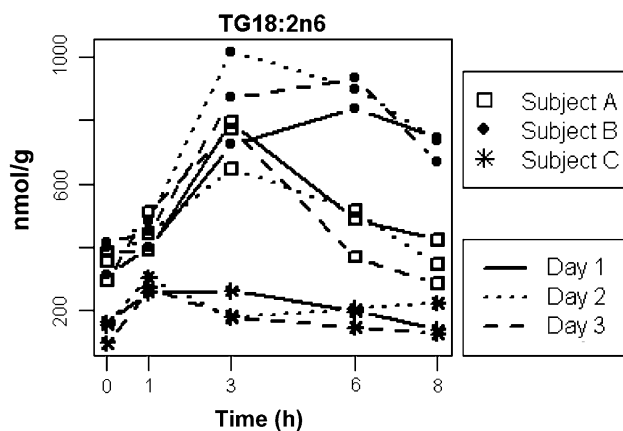 TG18:2n6
1000
600
200
nmol/g
0 1 3 6 8
Time (h)
Subject A
Subject B
Subject C
Day 1
Day 2
Day 3